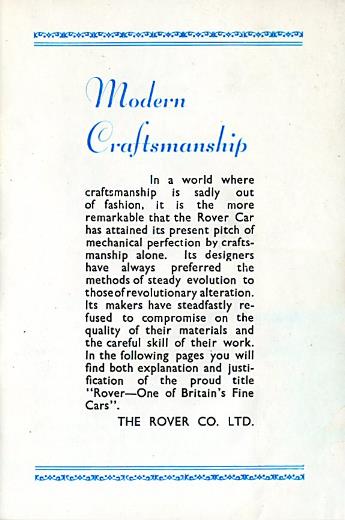 Modern
Craftsmanship
In a world where
craftsmanship is sadly out
of fashion, it is the more
remarkable that the Rover Car
has attained its present pitch of
mechanical perfection by crafts-
manship alone. Its designers
have always preferred the
methods of steady evolution to
those of revolutionary alteration.
Its makers have steadfastly re-
fused to compromise on the
quality of their materials and
the careful skill of their work.
In the following pages you will
find both explanation and justi-
fication of the proud title
"Rover—One of Britain's Fine
Cars".
THE ROVER CO. LTD.